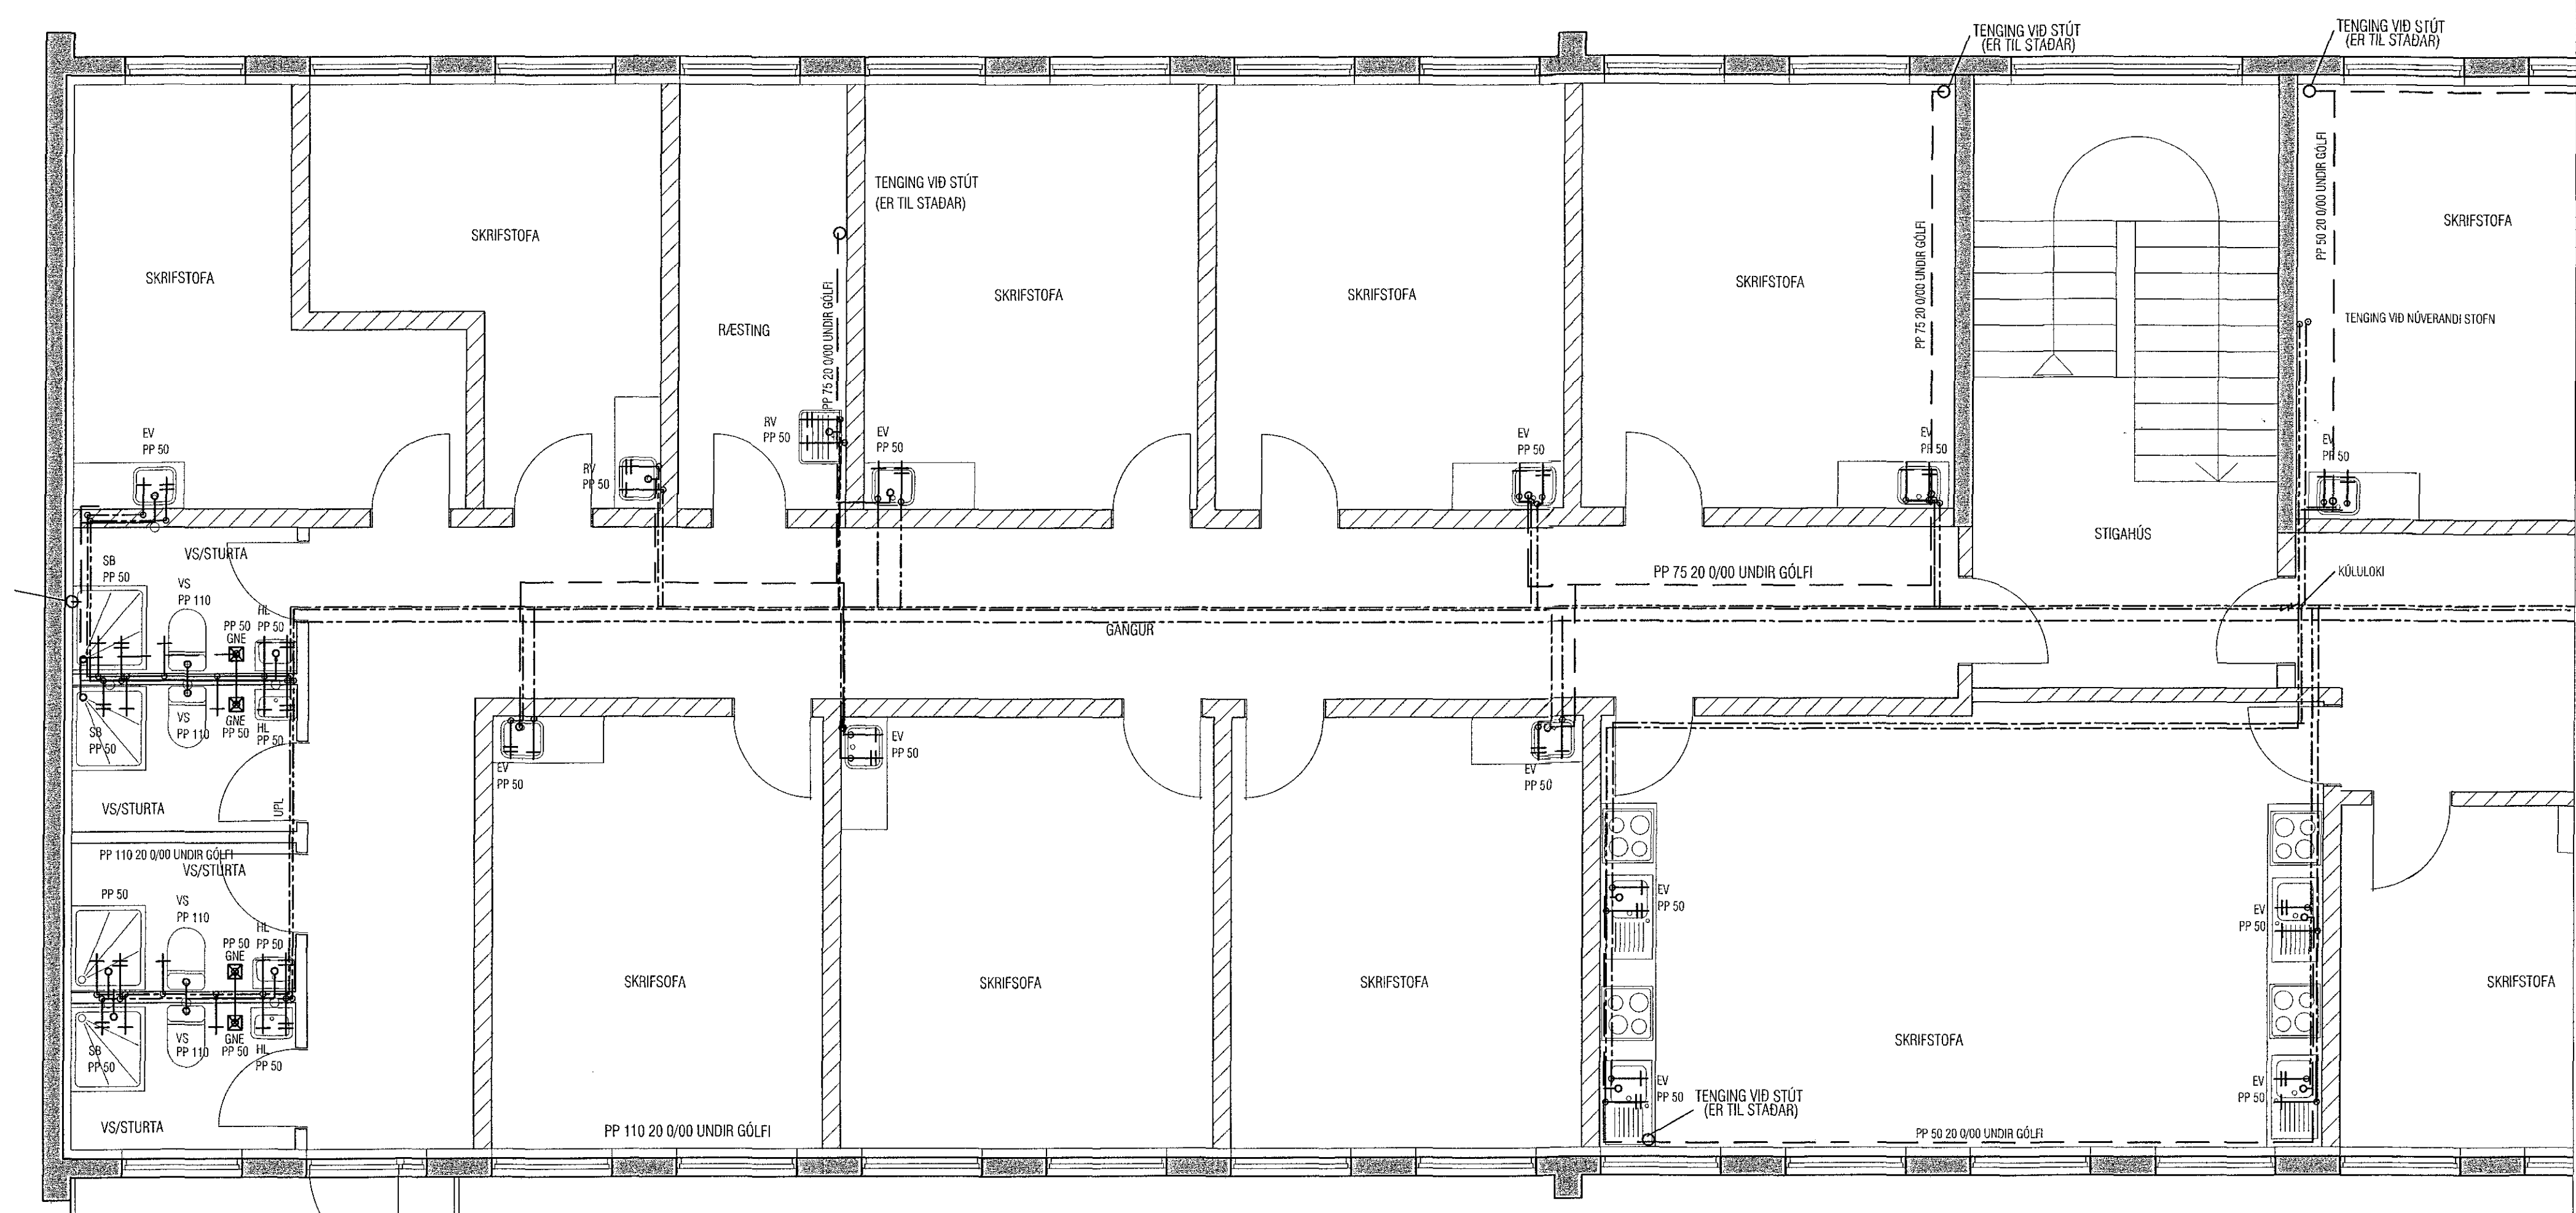 TENGING VIÐ STÚT
(ER TIL STAÐAR)
TENGING VIÐ STÚT
(ER TIL STAÐAR)
TENGING VIÐ STÚT
(ER TIL STAÐAR)
SKRIFSTOFA
SKRIFSTOFA
RÆSTING
PP 75 20 0/00 UNDIR GÓLFI
SKRIFSTOFA
SKRIFSTOFA
SKRIFSTOFA
PP 75 20 0/00 UNDIR GÓLFI
PP 50 20 0/00 UNDIR GÓLFI
SKRIFSTOFA
TENGING VIÐ NÚVERANDI STOFN
EV
PP 50
RV
PP 50
RV
PP 50
EV
PP 50
EV
PP 50
EV
PP 50
EV
PP 50
STIGAHÚS
KÚLULOKI
PP 75 20 0/00 UNDIR GÓLFI
GANGUR
VS/STURTA
SB
PP 50
VS
PP 110
PP 50
GNE
HL
PP 50
SB
PP 50
VS
PP 110
GNE
PP 50
HL
PP 50
VS/STURTA
UPL
EV
PP 50
EV
PP 50
EV
PP 50
PP 110 20 0/00 UNDIR GÓLFI
VS/STURTA
PP 50
VS
PP 110
PP 50
GNE
HL
PP 50
SB
PP 50
VS
PP 110
GNE
PP 50
HL
PP 50
VS/STURTA
SKRIFSOFA
SKRIFSOFA
SKRIFSTOFA
EV
PP 50
EV
PP 50
EV
PP 50
EV
PP 50
SKRIFSTOFA
SKRIFSTOFA
TENGING VIÐ STÚT
(ER TIL STAÐAR)
PP 110 20 0/00 UNDIR GÓLFI
PP 50 20 0/00 UNDIR GÓLFI